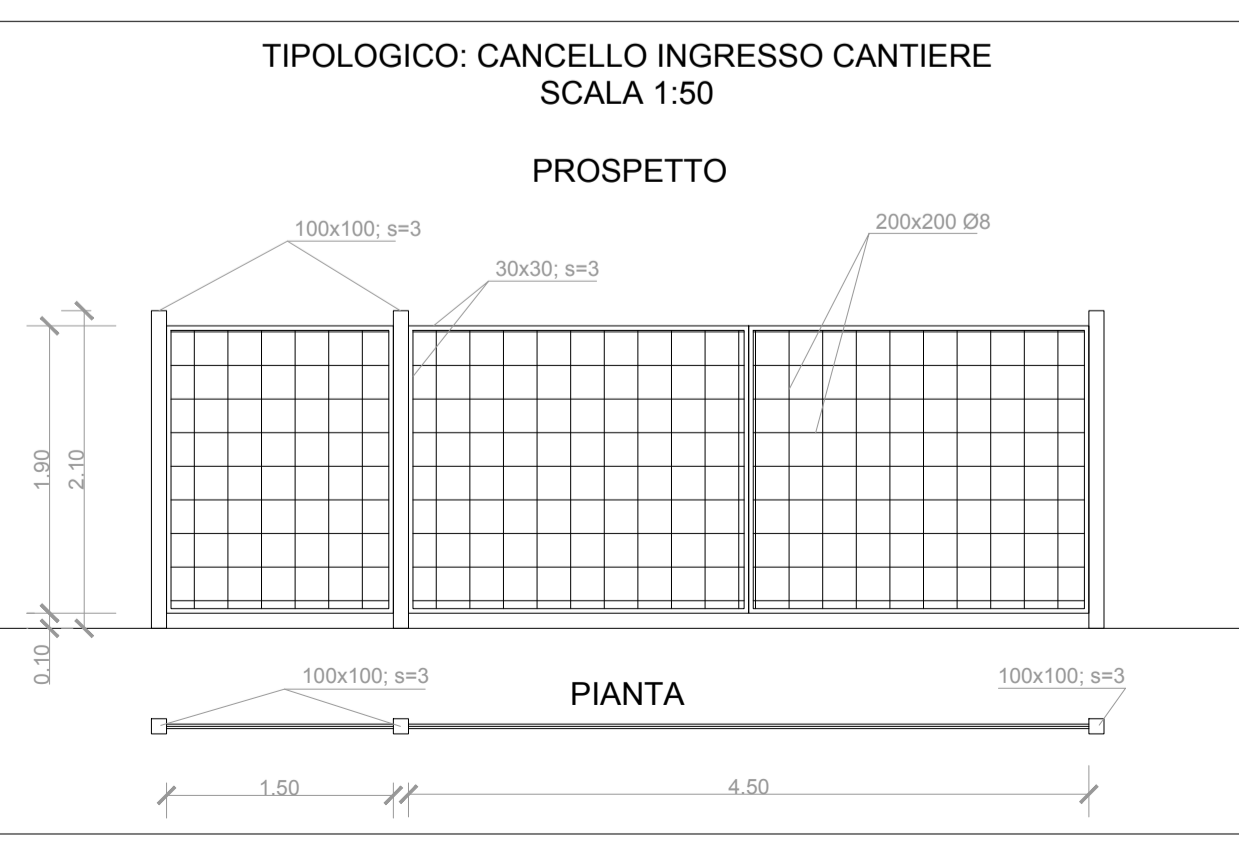 TIPOLOGICO: CANCELLO INGRESSO CANTIERE
SCALA 1:50
PROSPETTO
100x100; s=3
200x200 Ø8
30x30; s=3
1.90
2.10
0.10
100x100; s=3
PIANTA
100x100; s=3
1.50
4.50